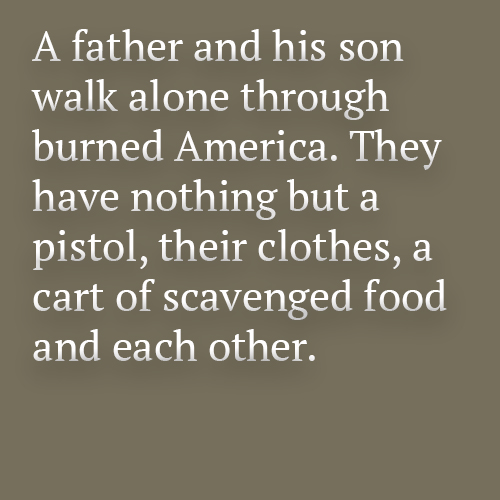 A father and his son
walk alone through
burned America. They
have nothing but a
pistol, their clothes, a
cart of scavenged food
and each other.